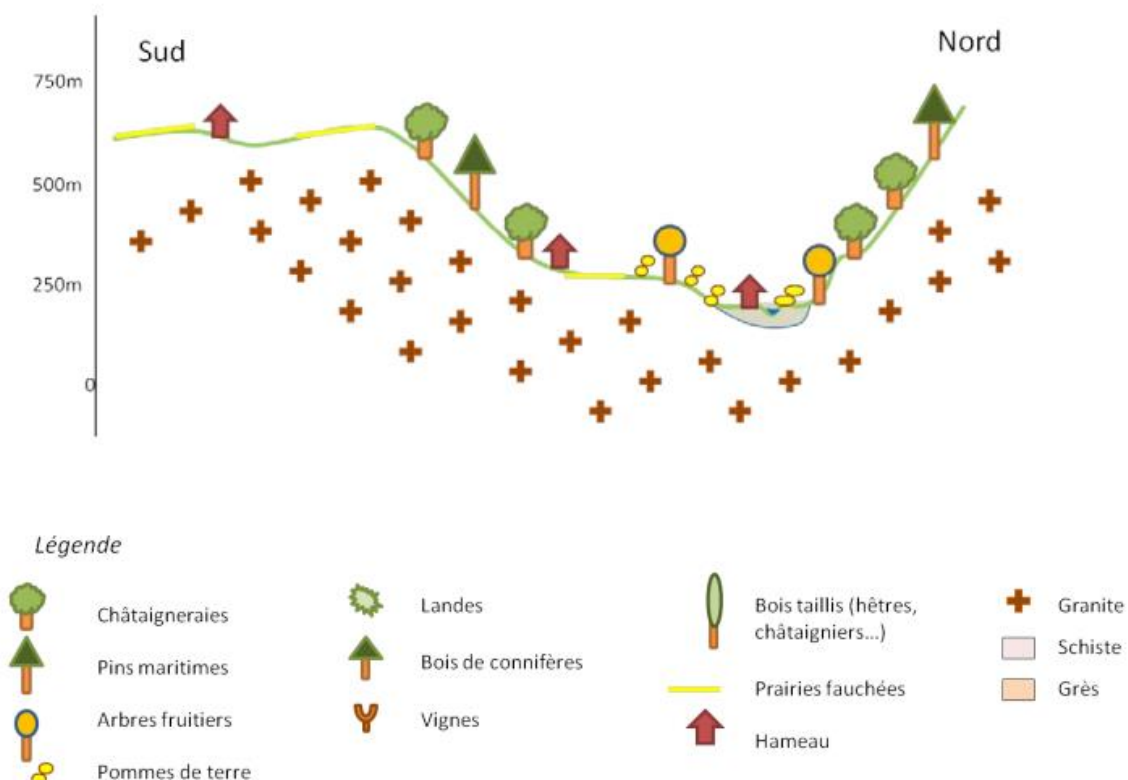 Sud
Nord
750m
500m
250m
0
Légende
Châtaigneraies
Landes
Bois taillis (hêtres,
châtaigniers...)
Granite
Schiste
Pins maritimes
Bois de connifères
Prairies fauchées
Grès
Arbres fruitiers
Vignes
Hameau
Pommes de terre